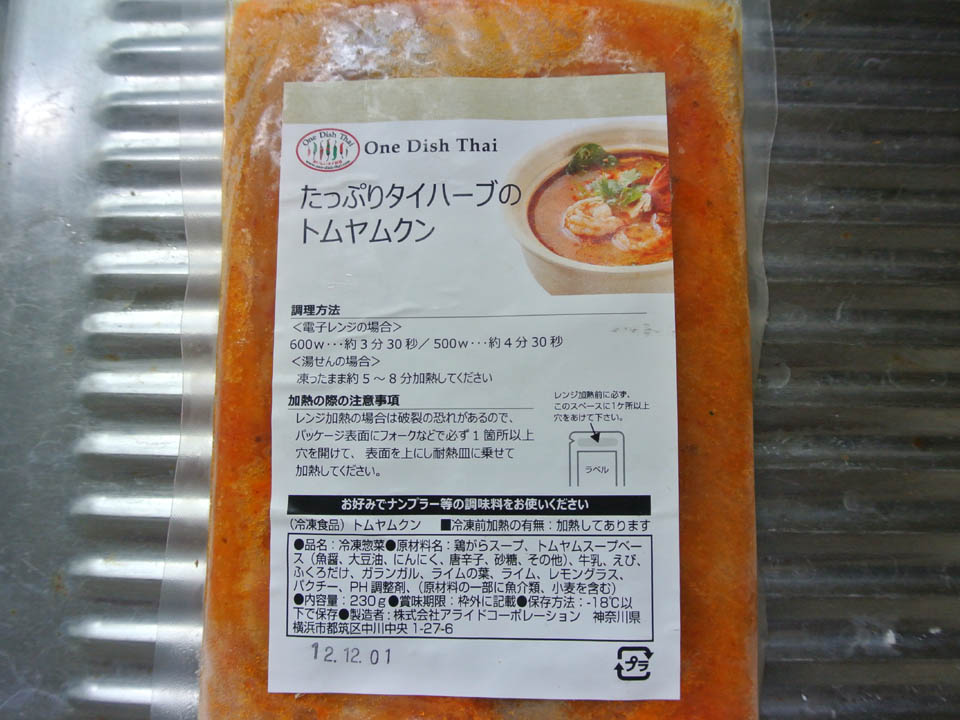 One Dish Thai
One Dish Thai
たっぷりタイハーブの
トムヤムクン
調理方法
＜電子レンジの場合＞
600w･･･約3分30秒／500w･･･約4分30秒
＜湯せんの場合＞
凍ったまま約5～8分加熱してください
加熱の際の注意事項
レンジ加熱の場合は破裂の恐れがあるので、
パッケージ表面にフォークなどで必ず1箇所以上
穴を開けて、表面を上にし耐熱皿に乗せて
加熱してください。
レンジ加熱前に必ず、
このスペースに1ケ所以上
穴をあけて下さい。
ラベル
お好みでナンプラー等の調味料をお使いください
（冷凍食品）トムヤムクン ■冷凍前加熱の有無：加熱してあります
●品名：冷凍惣菜●原材料名：鶏がらスープ、トムヤムスープベー
ス（魚醤、大豆油、にんにく、唐辛子、砂糖、その他）、牛乳、えび、
ふくろだけ、ガランガル、ライムの葉、ライム、レモングラス、
パクチー、PH調整剤、（原材料の一部に魚介類、小麦を含む）
●内容量：230g●賞味期限：枠外に記載●保存方法：-18℃以
下で保存●製造者：株式会社アライドコーポレーション 神奈川県
横浜市都筑区中川中央1-27-6
12.12.01
プラ